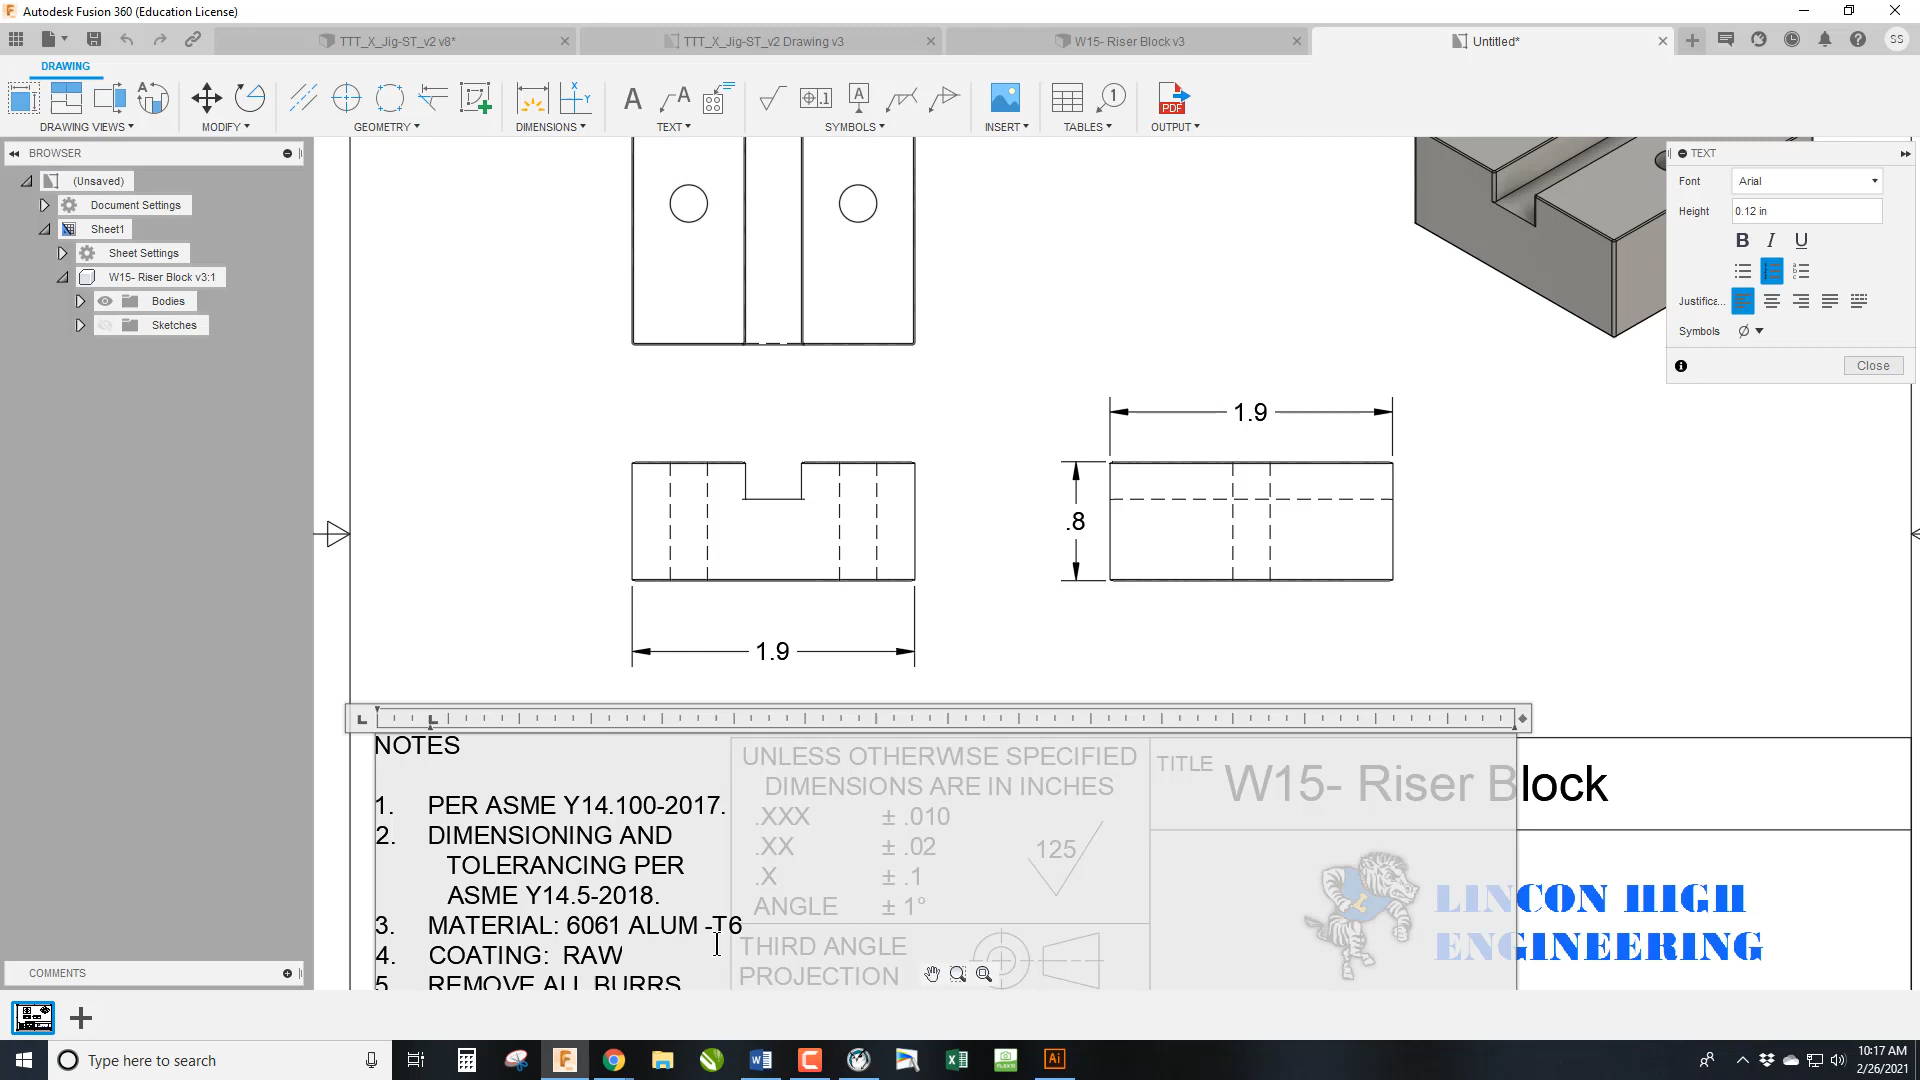 Autodesk Fusion 360 (Education License)
TTT_X_Jig-ST_v2 v8*
TTT_X_Jig-ST_v2 Drawing v3
W15- Riser Block v3
Untitled*
SS
DRAWING
DRAWING VIEWS
MODIFY
GEOMETRY
DIMENSIONS
TEXT
SYMBOLS
INSERT
TABLES
OUTPUT
BROWSER
(Unsaved)
Document Settings
Sheet1
Sheet Settings
W15- Riser Block v3:1
Bodies
Sketches
TEXT
Font
Arial
Height
0.12 in
B I U
Justifica...
Symbols
Close
1.9
.8
1.9
NOTES
1. PER ASME Y14.100-2017.
2. DIMENSIONING AND
TOLERANCING PER
ASME Y14.5-2018.
3. MATERIAL: 6061 ALUM -T6
4. COATING: RAW
5. REMOVE ALL BURRS
UNLESS OTHERWISE SPECIFIED
DIMENSIONS ARE IN INCHES
.XXX ± .010
.XX ± .02
.X ± .1
ANGLE ± 1°
125
THIRD ANGLE
PROJECTION
TITLE
W15- Riser Block
LINCON HIGH
ENGINEERING
COMMENTS
Type here to search
10:17 AM
2/26/2021